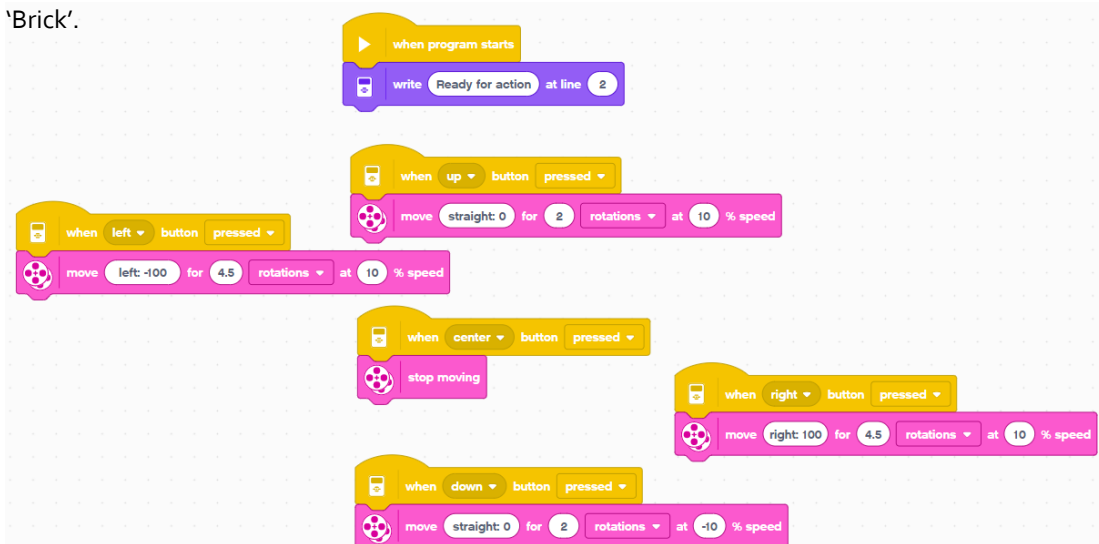 ‘Brick’.
when program starts
write Ready for action at line 2
when up button pressed
move straight: 0 for 2 rotations at 10 % speed
when left button pressed
move left: -100 for 4.5 rotations at 10 % speed
when center button pressed
stop moving
when right button pressed
move right: 100 for 4.5 rotations at 10 % speed
when down button pressed
move straight: 0 for 2 rotations at -10 % speed